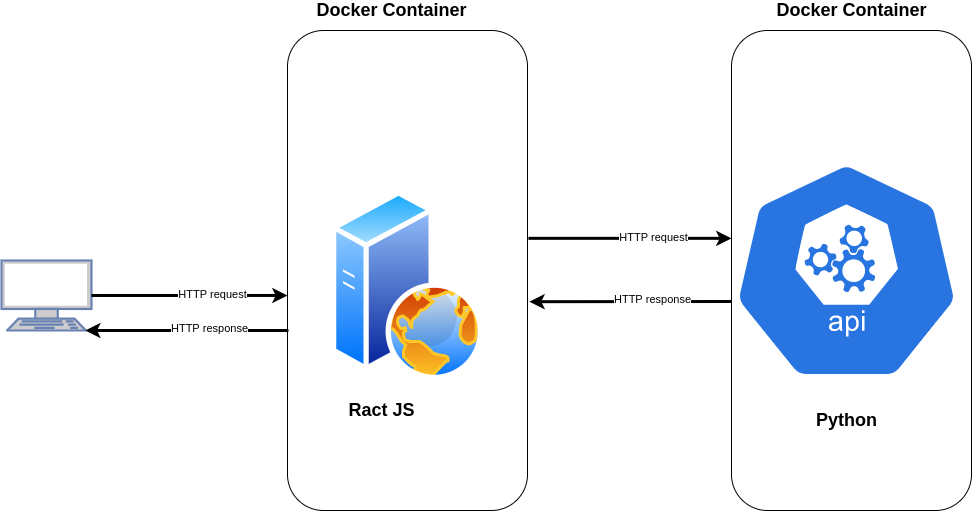 Docker Container
Docker Container
HTTP request
HTTP response
Ract JS
HTTP request
HTTP response
api
Python